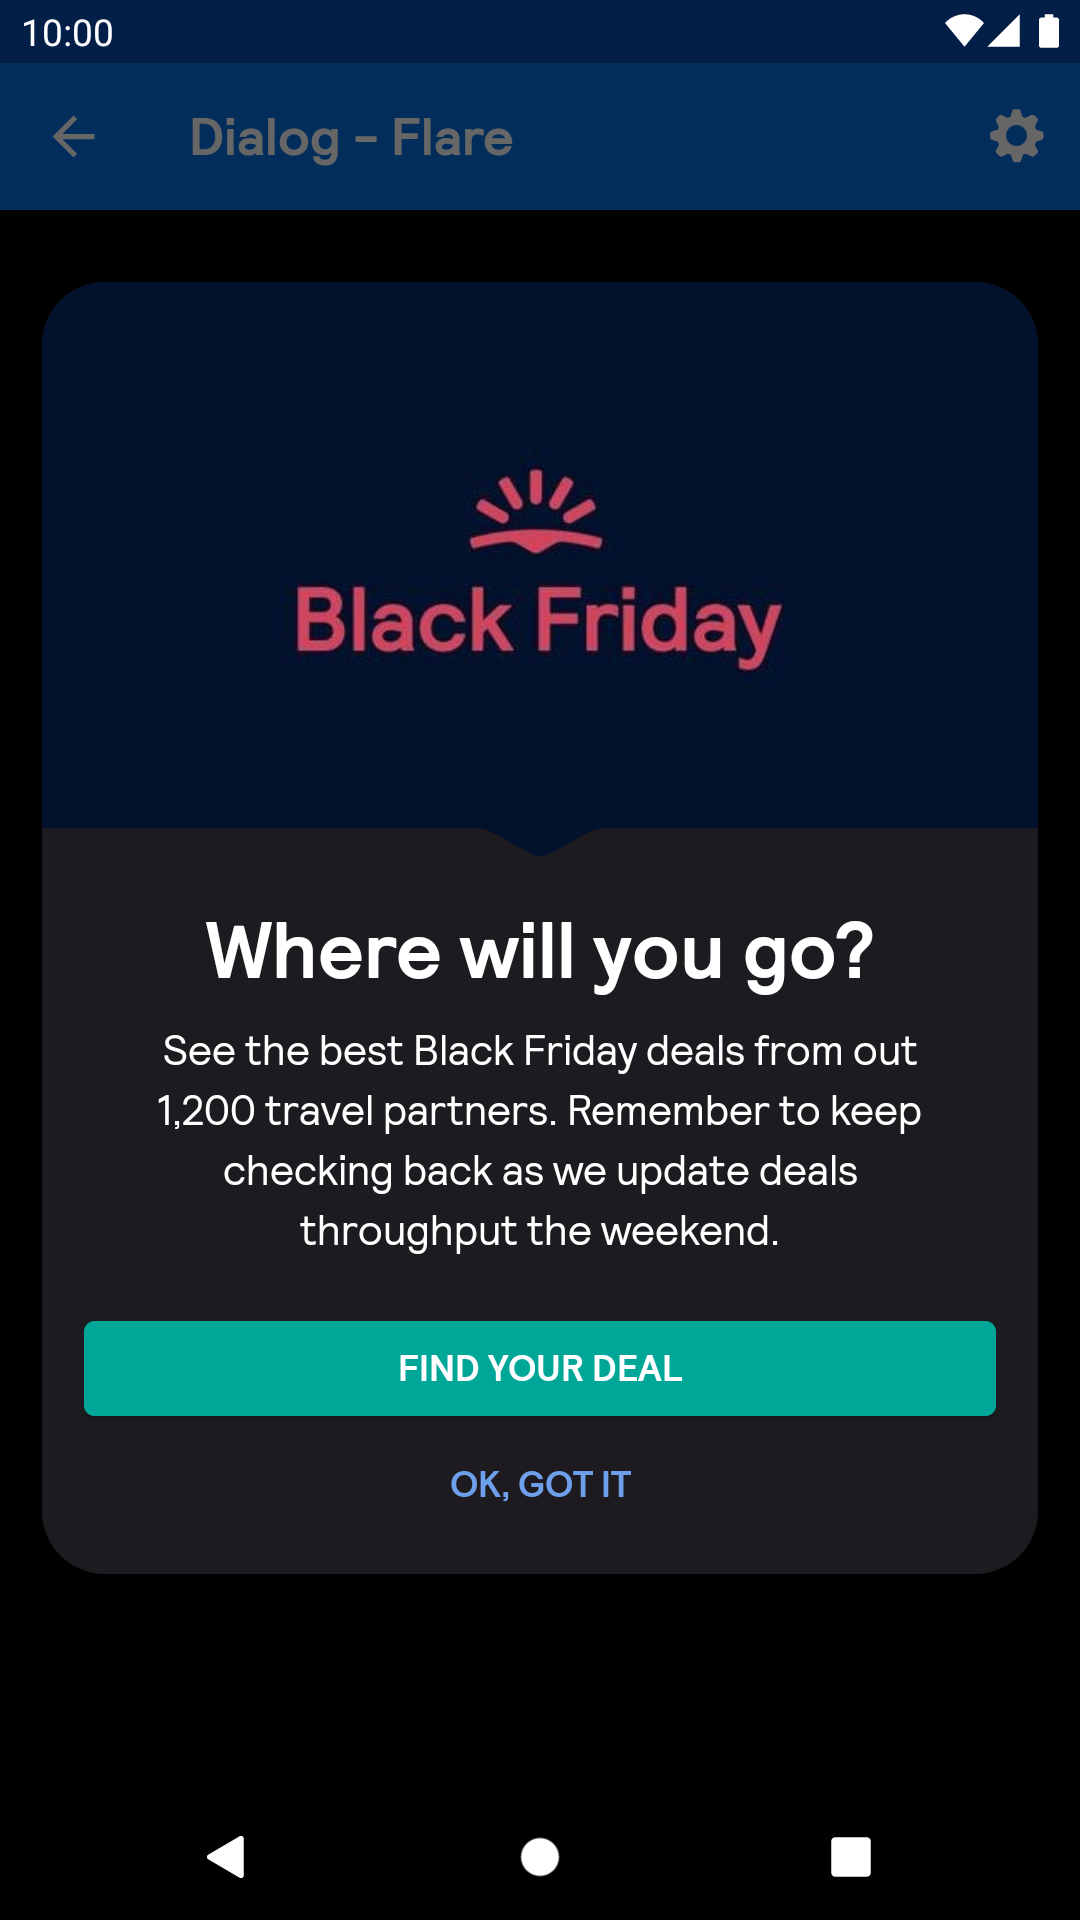 10:00
Dialog - Flare
Black Friday
Where will you go?
See the best Black Friday deals from out
1,200 travel partners. Remember to keep
checking back as we update deals
throughput the weekend.
FIND YOUR DEAL
OK, GOT IT